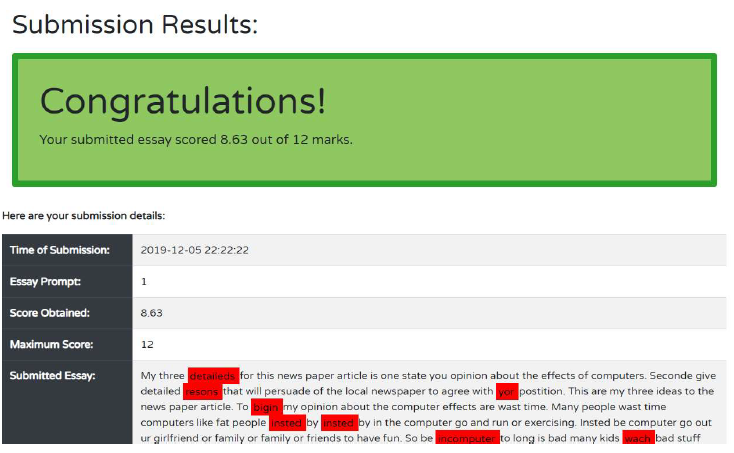 Submission Results:
Congratulations!
Your submitted essay scored 8.63 out of 12 marks.
Here are your submission details:
Time of Submission: 2019-12-05 22:22:22
Essay Prompt: 1
Score Obtained: 8.63
Maximum Score: 12
Submitted Essay: My three detaileds for this news paper article is one state you opinion about the effects of computers. Seconde give
detailed resons that will persuade of the local newspaper to agree with yor postition. This are my three ideas to the
news paper article. To bigin my opinion about the computer effects are wast time. Many people wast time
computers like fat people insted by insted by in the computer go and run or exercising. Insted be computer go out
ur girlfriend or family or family or friends to have fun. So be incomputer to long is bad many kids wach bad stuff